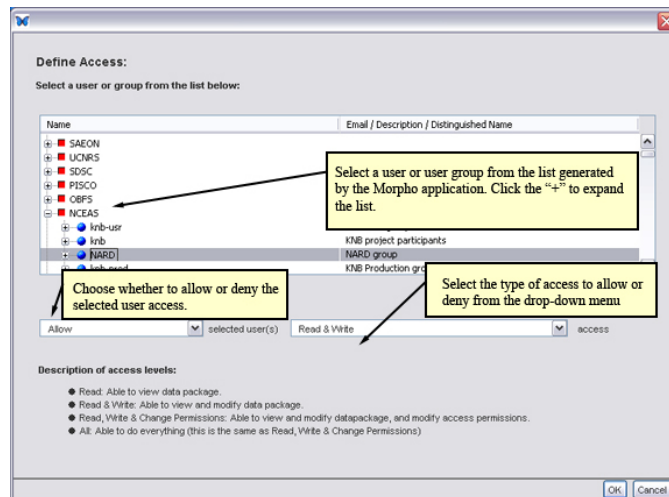 Define Access:
Select a user or group from the list below:
Name Email / Description / Distinguished Name
SAEON
UCNRS
SDSC
PISCO
OBFS
NCEAS
Select a user or user group from the list generated
by the Morpho application. Click the “+” to expand
the list.
knb-usr
knb KNB project participants
NARD NARD group
knb-prod KNB Production gro
Choose whether to allow or deny the
selected user access.
Select the type of access to allow or
deny from the drop-down menu
Allow selected user(s) Read & Write access
Description of access levels:
● Read: Able to view data package.
● Read & Write: Able to view and modify data package.
● Read, Write & Change Permissions: Able to view and modify datapackage, and modify access permissions.
● All: Able to do everything (this is the same as Read, Write & Change Permissions)
OK Cancel